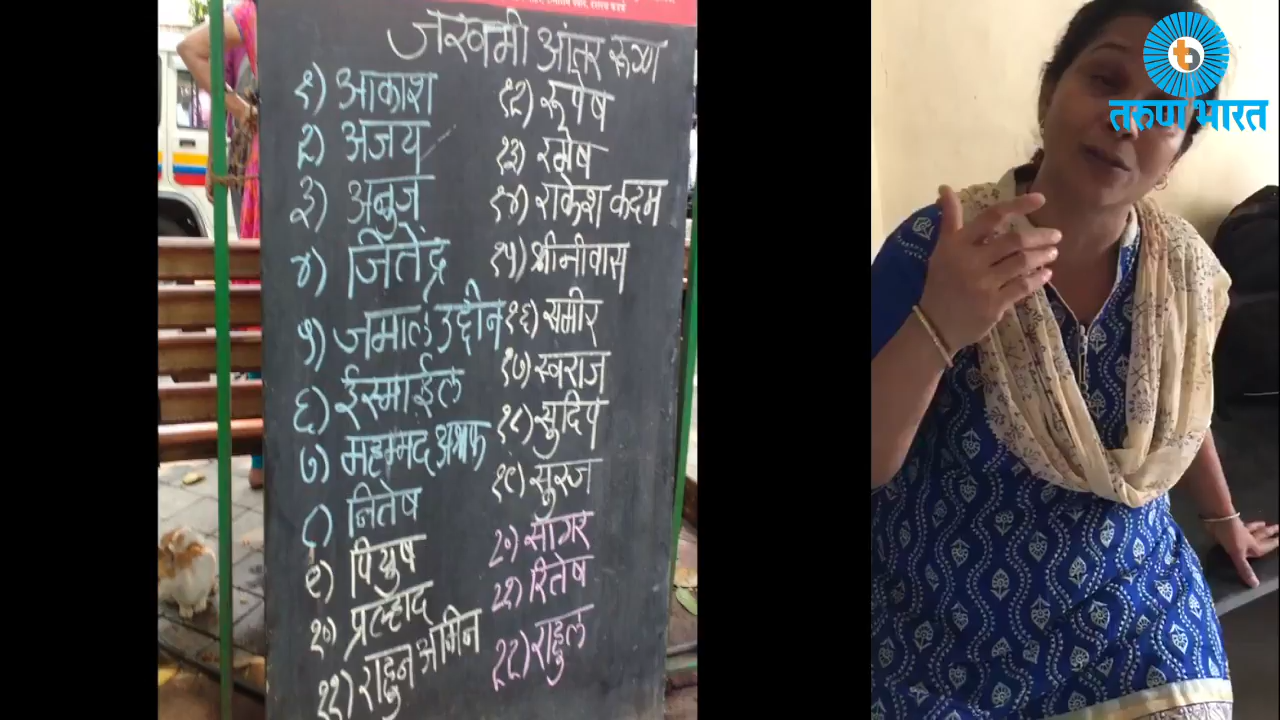 जखमी आंतर रूग्ण
१) आकाश
२) अजय
३) अनुज
४) जितेंद्र
५) जमाल उद्दीन
६) ईस्माईल
७) महम्मद अश्रफ
८) नितेष
९) पियुष
१०) प्रल्हाद
११) राहुन अमिन
१२) रूपेष
१३) रमेष
१४) राकेश कदम
१५) श्रीनीवास
१६) समीर
१७) स्वराज
१८) सुदिप
१९) सुरज
२०) सागर
२१) रितेष
२२) राहुल
तरुण भारत